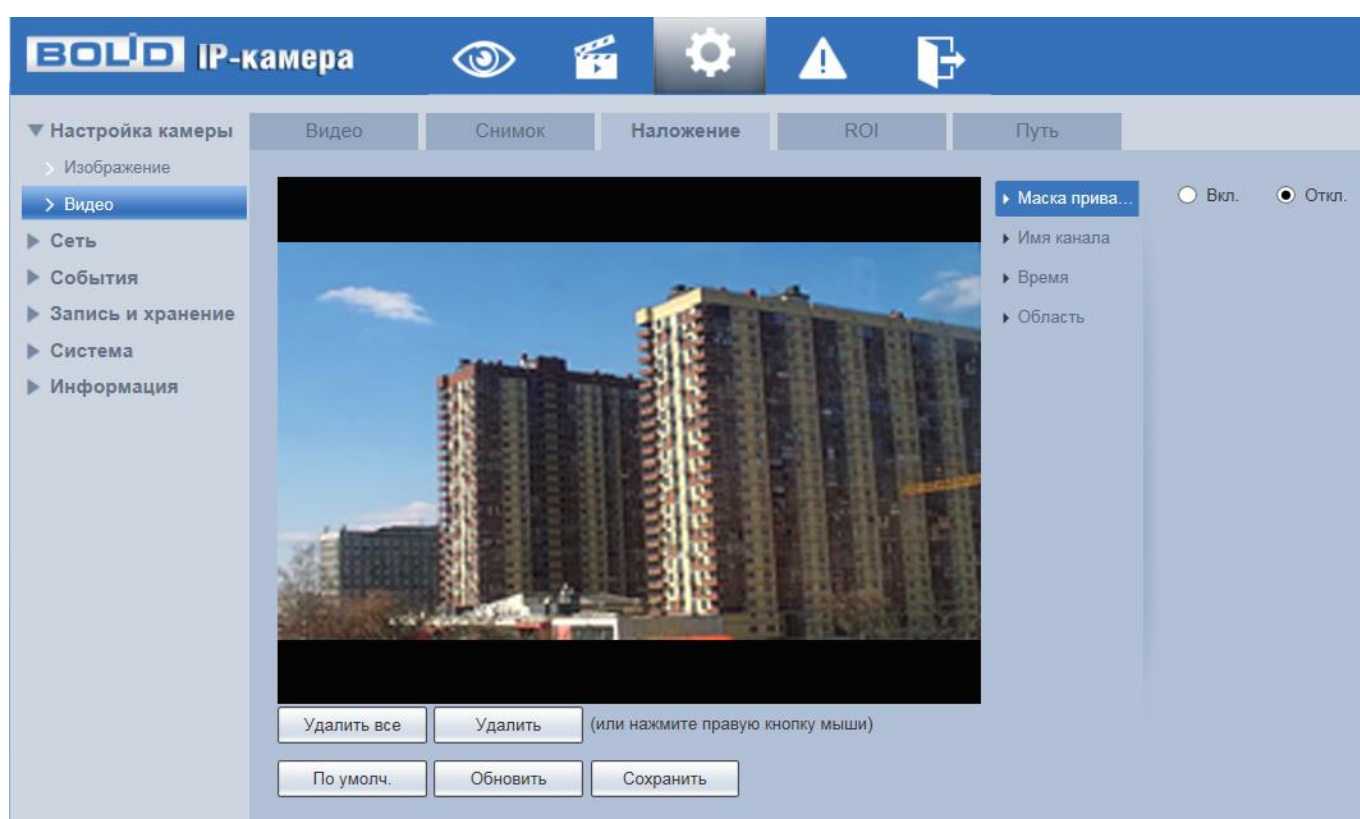 BOLID IP-камера
Настройка камеры
Изображение
Видео
Сеть
События
Запись и хранение
Система
Информация
Видео
Снимок
Наложение
ROI
Путь
Маска прива...
Имя канала
Время
Область
Вкл.
Откл.
Удалить все
Удалить
(или нажмите правую кнопку мыши)
По умолч.
Обновить
Сохранить